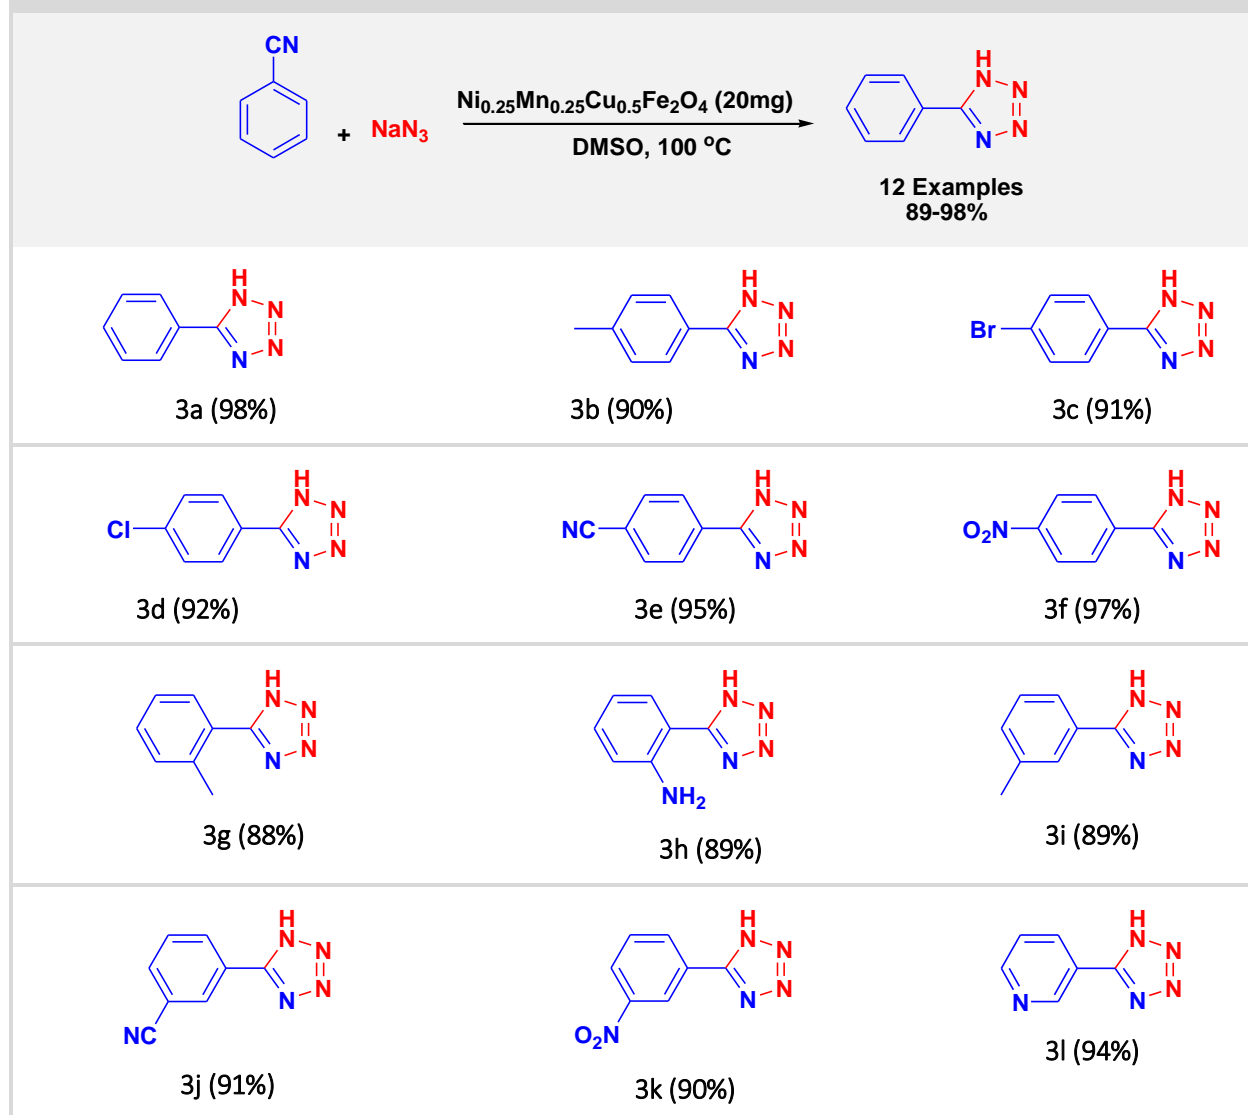 CN
+ NaN₃
Ni₀.₂₅Mn₀.₂₅Cu₀.₅Fe₂O₄ (20mg)
DMSO, 100 °C
H
N
N
N
N
12 Examples
89-98%
H
N
N
N
N
3a (98%)
H
N
N
N
N
3b (90%)
Br
H
N
N
N
N
3c (91%)
Cl
H
N
N
N
N
3d (92%)
NC
H
N
N
N
N
3e (95%)
O₂N
H
N
N
N
N
3f (97%)
H
N
N
N
N
3g (88%)
H
N
N
N
N
NH₂
3h (89%)
H
N
N
N
N
3i (89%)
H
N
N
N
N
NC
3j (91%)
H
N
N
N
N
O₂N
3k (90%)
H
N
N
N
N
N
3l (94%)